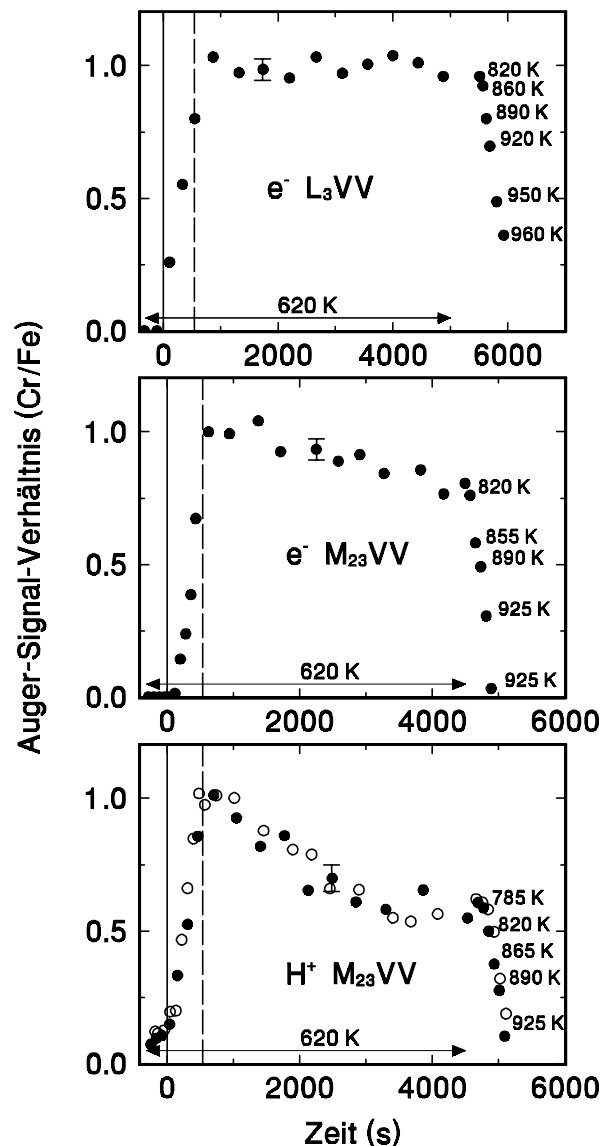 Auger-Signal-Verhältnis (Cr/Fe)
1.0
0.5
0.0
820 K
860 K
890 K
920 K
950 K
960 K
e⁻ L₃VV
620 K
0 2000 4000 6000
1.0
0.5
0.0
820 K
855 K
890 K
925 K
925 K
e⁻ M₂₃VV
620 K
0 2000 4000 6000
1.0
0.5
0.0
785 K
820 K
865 K
890 K
925 K
H⁺ M₂₃VV
620 K
0 2000 4000 6000
Zeit (s)